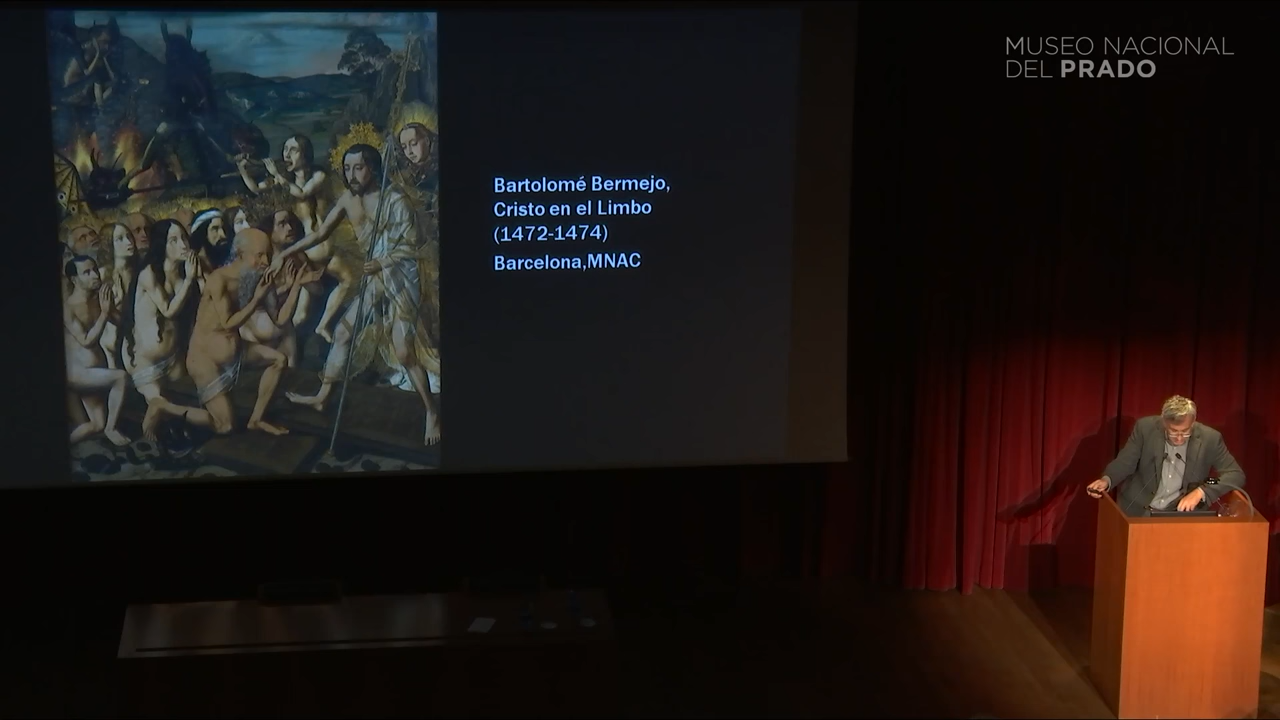 MUSEO NACIONAL
DEL PRADO
Bartolomé Bermejo,
Cristo en el Limbo
(1472-1474)
Barcelona,MNAC